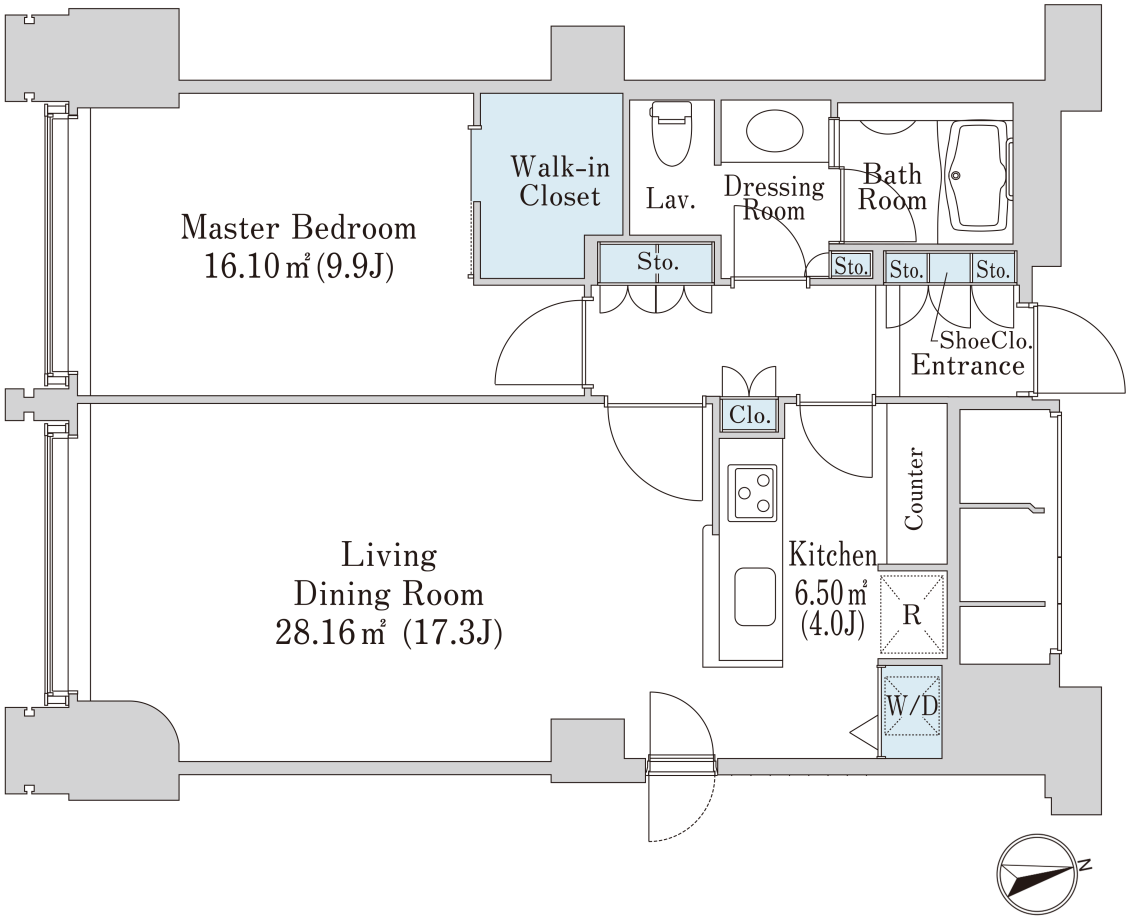 Walk-in
Closet
Master Bedroom
16.10㎡(9.9J)
Lav.
Dressing
Room
Bath
Room
Sto.
Sto.
Sto.
Sto.
ShoeClo.
Entrance
Clo.
Counter
Living
Dining Room
28.16㎡ (17.3J)
Kitchen
6.50㎡
(4.0J)
R
W/D
N